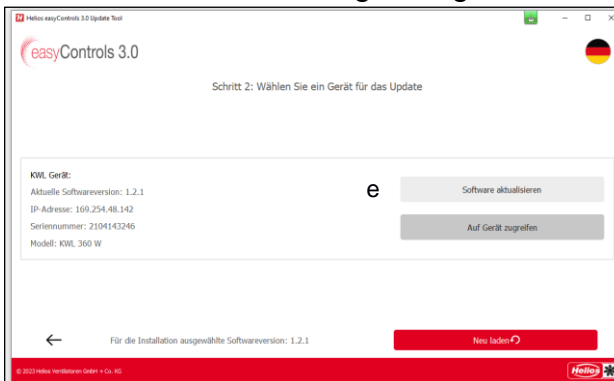 Helios easyControls 3.0 Update Tool
easyControls 3.0
Schritt 2: Wählen Sie ein Gerät für das Update
KWL Gerät:
Aktuelle Softwareversion: 1.2.1
e
Software aktualisieren
IP-Adresse: 169.254.48.142
Seriennummer: 2104143246
Auf Gerät zugreifen
Modell: KWL 360 W
Für die Installation ausgewählte Softwareversion: 1.2.1
Neu laden
© 2023 Helios Ventilatoren GmbH + Co. KG
Helios